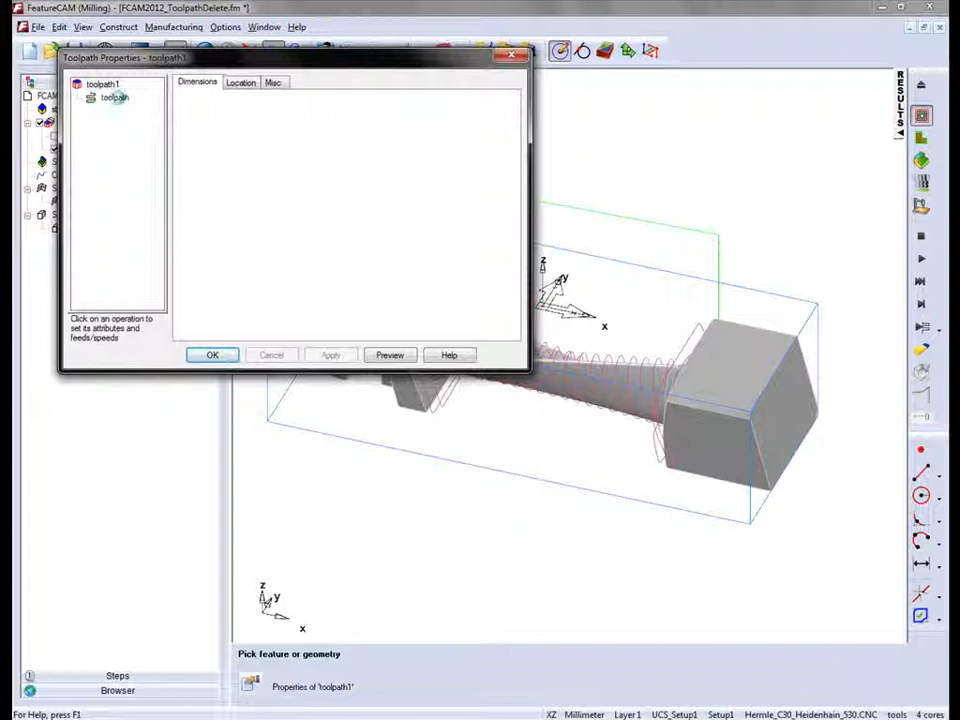 FeatureCAM (Milling) - [FCAM2012_ToolpathDelete.fm *]
File Edit View Construct Manufacturing Options Window Help
Toolpath Properties - toolpath1
toolpath1
toolpath
Dimensions Location Misc
FCAM
Click on an operation to
set its attributes and
feeds/speeds
OK Cancel Apply Preview Help
RESULTS
z
y
x
z
y
x
Pick feature or geometry
Properties of 'toolpath1'
Steps
Browser
For Help, press F1
XZ Millimeter Layer1 UCS_Setup1 Setup1 Hermle_C30_Heidenhain_530.CNC tools 4 cores